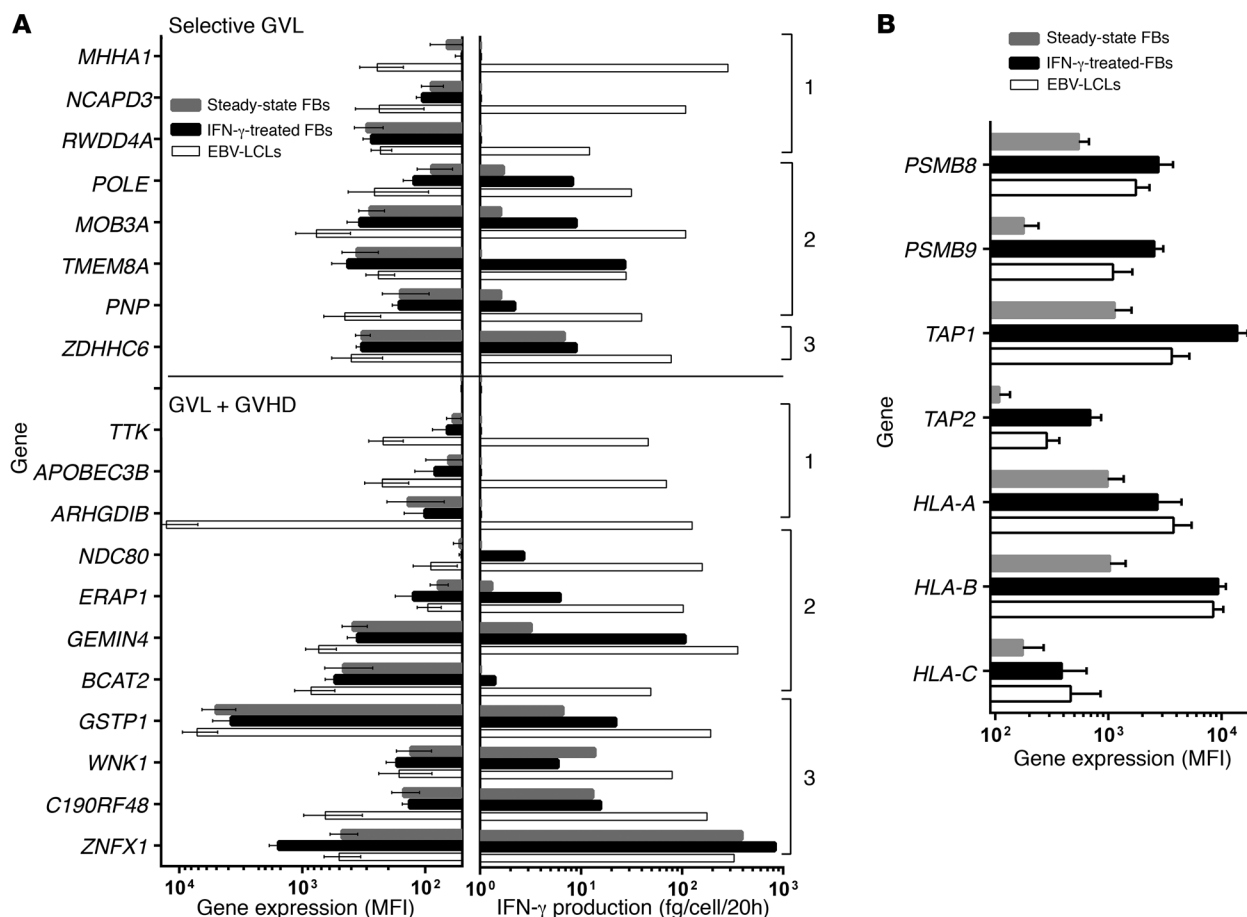 A
Selective GVL
MHHA1
NCAPD3
RWDD4A
POLE
MOB3A
TMEM8A
PNP
ZDHHC6
Steady-state FBs
IFN-γ-treated FBs
EBV-LCLs
1
2
3
GVL + GVHD
TTK
APOBEC3B
ARHGDIB
NDC80
ERAP1
GEMIN4
BCAT2
GSTP1
WNK1
C190RF48
ZNFX1
1
2
3
Gene
10⁴ 10³ 10² 10⁰ 10¹ 10² 10³
Gene expression (MFI) IFN-γ production (fg/cell/20h)
B
Steady-state FBs
IFN-γ-treated-FBs
EBV-LCLs
PSMB8
PSMB9
TAP1
TAP2
HLA-A
HLA-B
HLA-C
Gene
10² 10³ 10⁴
Gene expression (MFI)